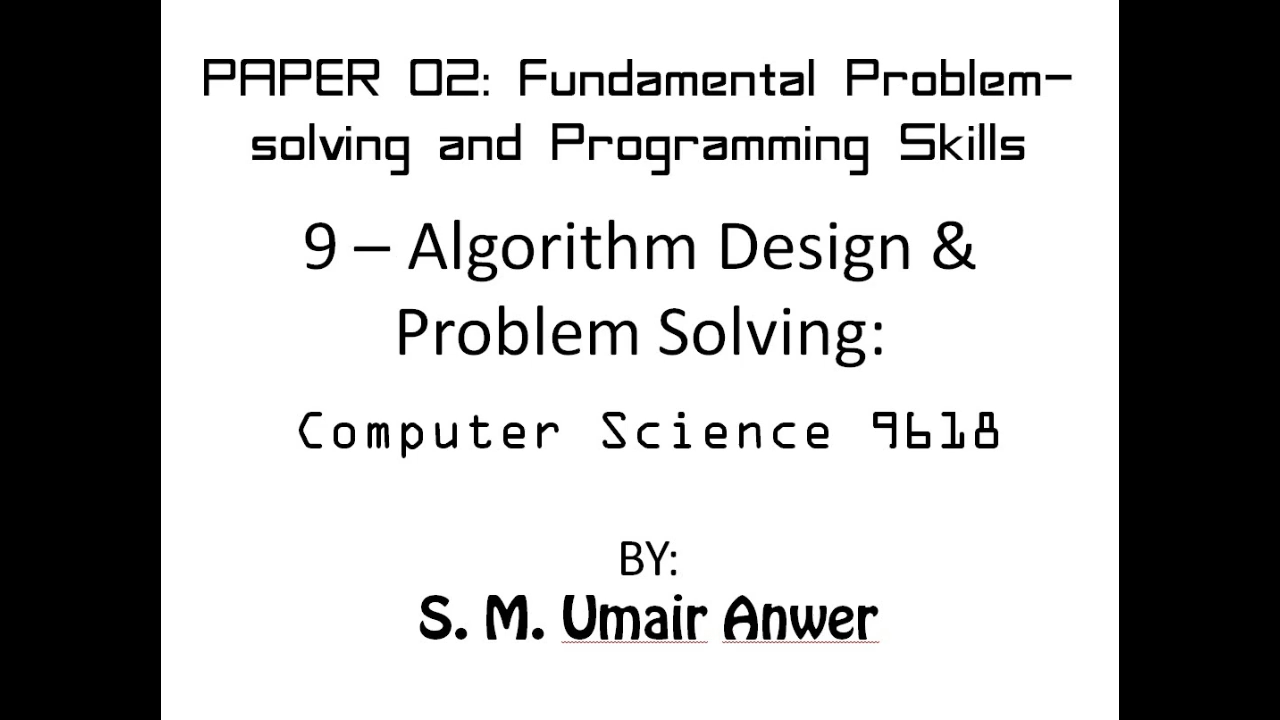 PAPER 02: Fundamental Problem-
solving and Programming Skills
9 – Algorithm Design &
Problem Solving:
Computer Science 9618
BY:
S. M. Umair Anwer